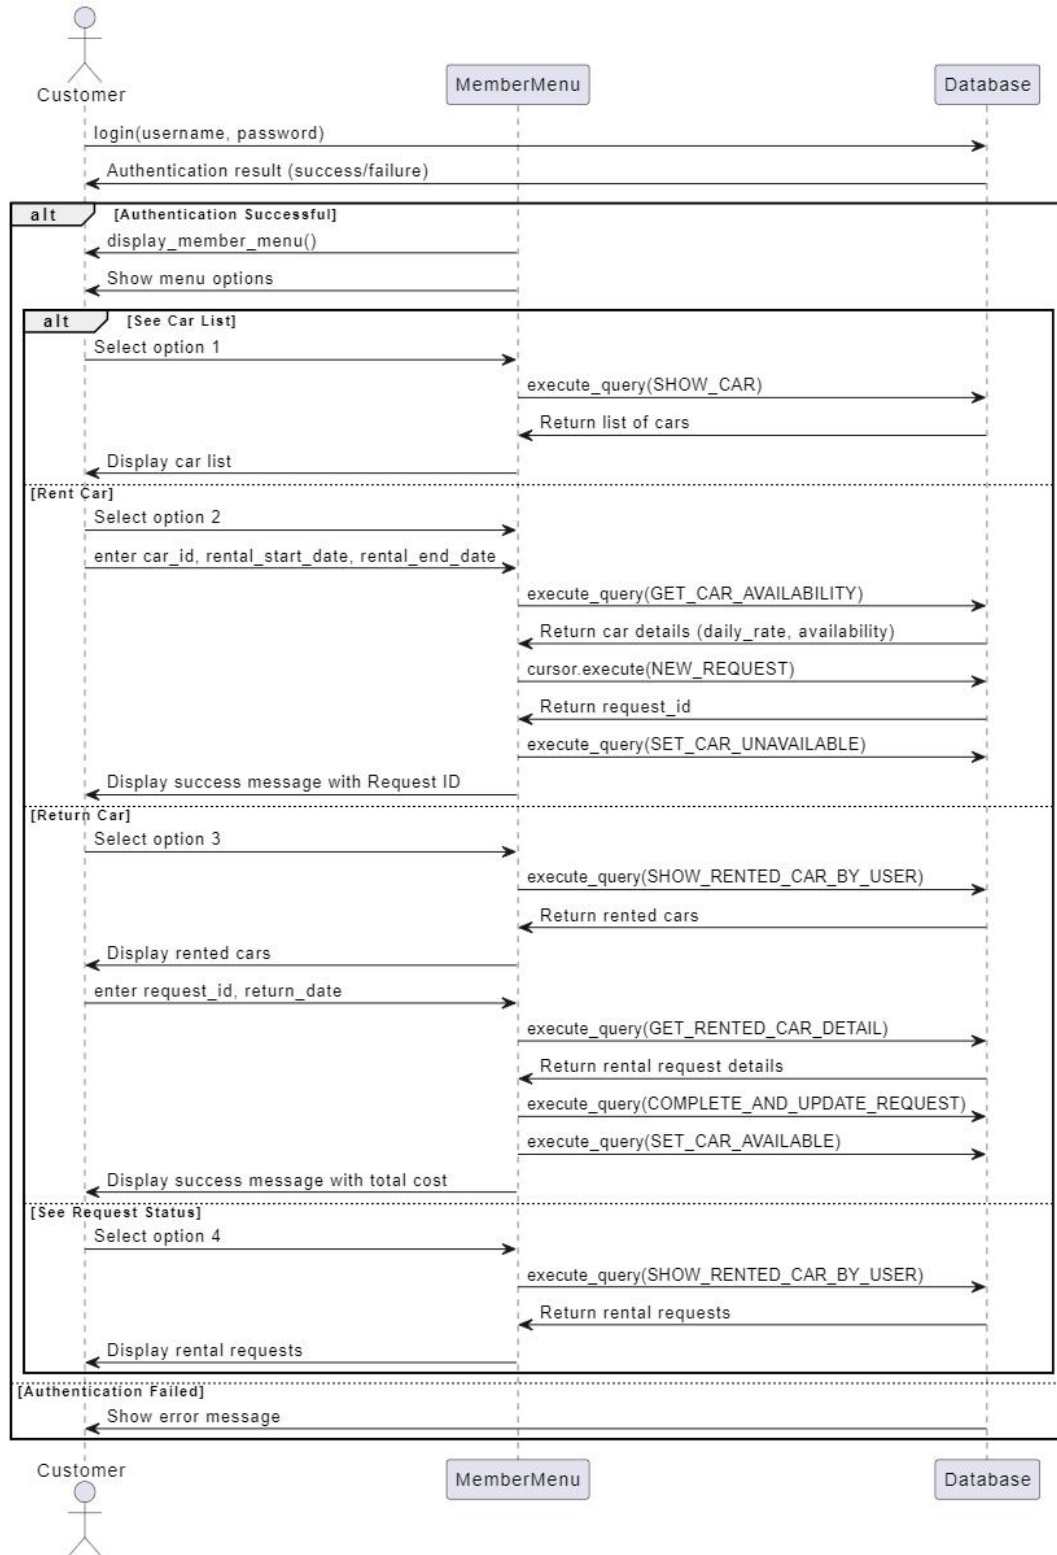 Customer
MemberMenu
Database
login(username, password)
Authentication result (success/failure)
alt
[Authentication Successful]
display_member_menu()
Show menu options
alt
[See Car List]
Select option 1
execute_query(SHOW_CAR)
Return list of cars
Display car list
[Rent Car]
Select option 2
enter car_id, rental_start_date, rental_end_date
execute_query(GET_CAR_AVAILABILITY)
Return car details (daily_rate, availability)
cursor.execute(NEW_REQUEST)
Return request_id
execute_query(SET_CAR_UNAVAILABLE)
Display success message with Request ID
[Return Car]
Select option 3
execute_query(SHOW_RENTED_CAR_BY_USER)
Return rented cars
Display rented cars
enter request_id, return_date
execute_query(GET_RENTED_CAR_DETAIL)
Return rental request details
execute_query(COMPLETE_AND_UPDATE_REQUEST)
execute_query(SET_CAR_AVAILABLE)
Display success message with total cost
[See Request Status]
Select option 4
execute_query(SHOW_RENTED_CAR_BY_USER)
Return rental requests
Display rental requests
[Authentication Failed]
Show error message
Customer
MemberMenu
Database